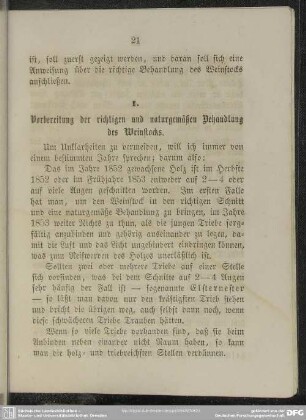 21
ist, soll zuerst gezeigt werden, und daran soll sich eine
Anweisung über die richtige Behandlung des Weinstocks
anschließen.
I.
Vorbereitung der richtigen und naturgemäßen Behandlung
des Weinstocks.
Um Unklarheiten zu vermeiden, will ich immer von
einem bestimmten Jahre sprechen; darum also:
Das im Jahre 1852 gewachsene Holz ist im Herbste
1852 oder im Frühjahre 1853 entweder auf 2—4 oder
auf viele Augen geschnitten worden. Im ersten Falle
hat man, um den Weinstock in den richtigen Schnitt
und eine naturgemäße Behandlung zu bringen, im Jahre
1853 weiter Nichts zu thun, als die jungen Triebe sorg-
fältig anzubinden und gehörig auseinander zu legen, da-
mit die Luft und das Licht ungehindert eindringen können,
was zum Reifwerden des Holzes unerläßlich ist.
Sollten zwei oder mehrere Triebe auf einer Stelle
sich vorfinden, was bei dem Schnitte auf 2—4 Augen
sehr häufig der Fall ist — sogenannte Elsternester
— so läßt man davon nur den kräftigsten Trieb stehen
und bricht die übrigen weg, auch selbst dann noch, wenn
diese schwächeren Triebe Trauben hätten.
Wenn so viele Triebe vorhanden sind, daß sie beim
Anbinden neben einander nicht Raum haben, so kann
man die holz- und triebreichsten Stellen verdünnen.